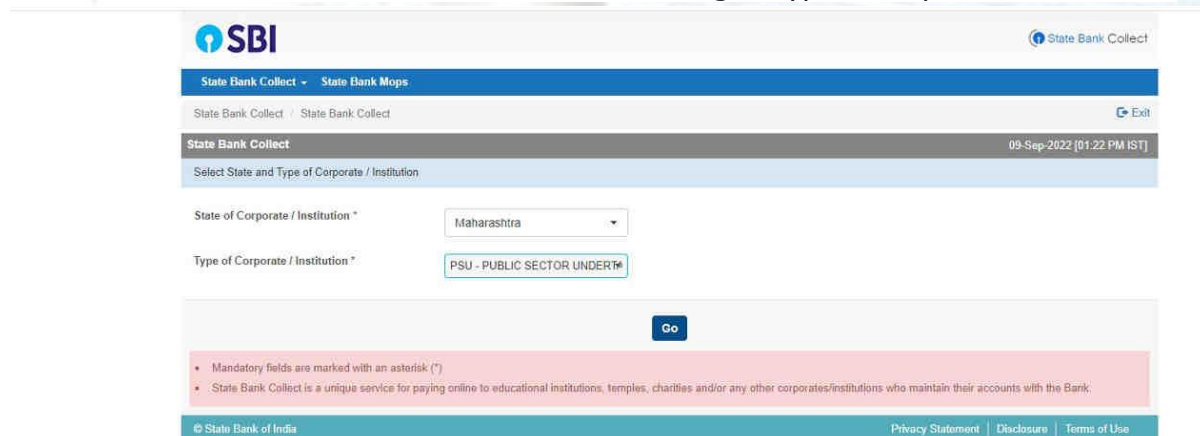 SBI
State Bank Collect
State Bank Collect State Bank Mops
State Bank Collect / State Bank Collect
Exit
State Bank Collect
09-Sep-2022 [01:22 PM IST]
Select State and Type of Corporate / Institution
State of Corporate / Institution *
Maharashtra
Type of Corporate / Institution *
PSU - PUBLIC SECTOR UNDERTA
Go
• Mandatory fields are marked with an asterisk (*)
• State Bank Collect is a unique service for paying online to educational institutions, temples, charities and/or any other corporates/institutions who maintain their accounts with the Bank.
© State Bank of India
Privacy Statement | Disclosure | Terms of Use